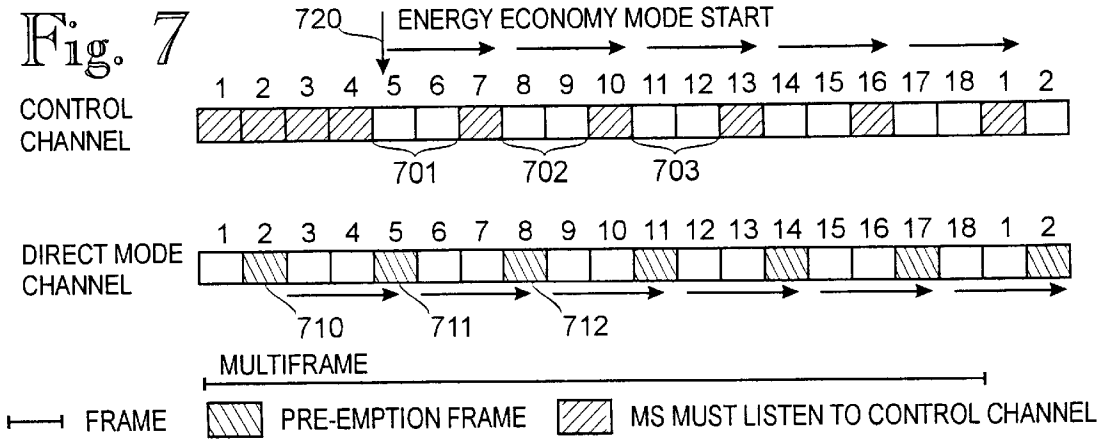 Fig. 7
720 ENERGY ECONOMY MODE START
1 2 3 4 5 6 7 8 9 10 11 12 13 14 15 16 17 18 1 2
CONTROL CHANNEL
701 702 703
1 2 3 4 5 6 7 8 9 10 11 12 13 14 15 16 17 18 1 2
DIRECT MODE CHANNEL
710 711 712
MULTIFRAME
FRAME PRE-EMPTION FRAME MS MUST LISTEN TO CONTROL CHANNEL